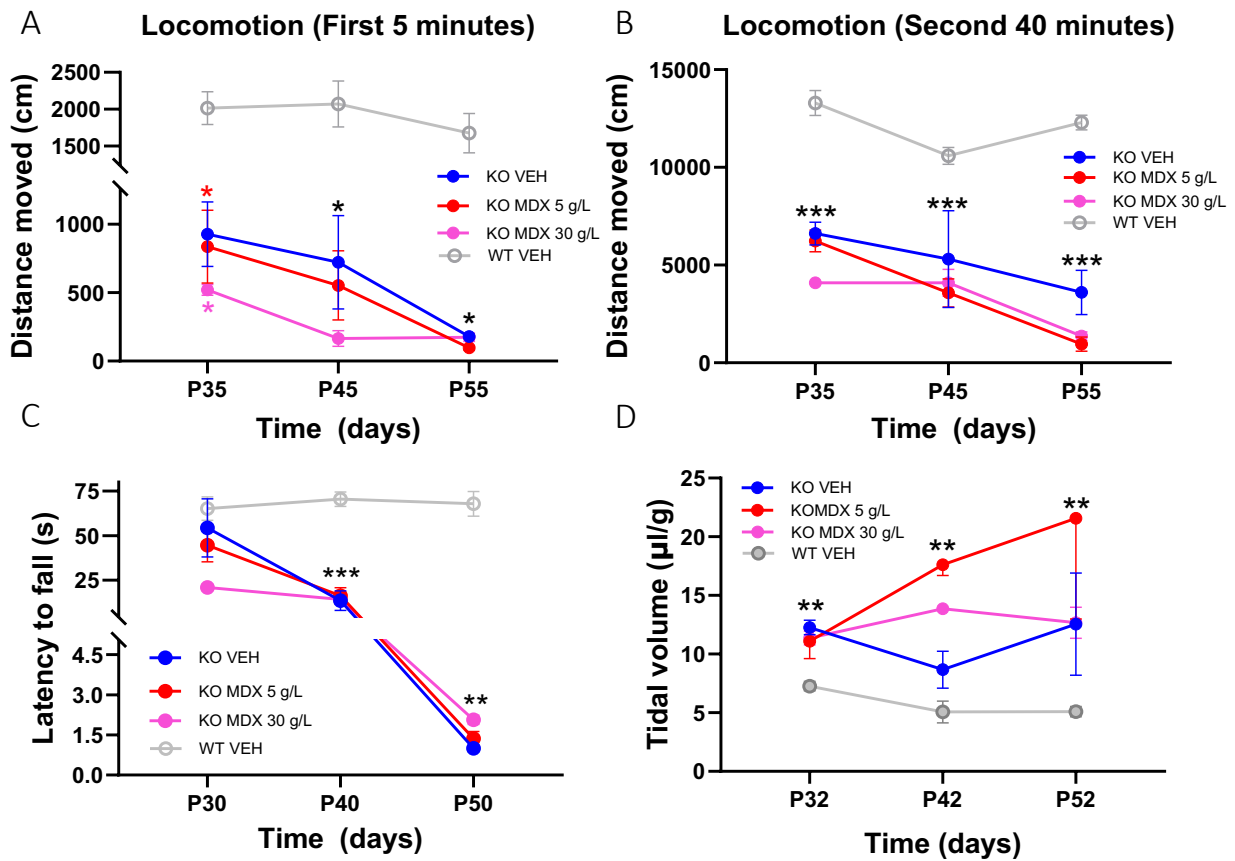 A
Locomotion (First 5 minutes)
Distance moved (cm)
2500
2000
1500
1000
500
0
*
*
*
*
KO VEH
KO MDX 5 g/L
KO MDX 30 g/L
WT VEH
P35
P45
P55
Time (days)
B
Locomotion (Second 40 minutes)
Distance moved (cm)
15000
10000
5000
0
***
***
***
KO VEH
KO MDX 5 g/L
KO MDX 30 g/L
WT VEH
P35
P45
P55
Time (days)
C
Latency to fall (s)
75
50
25
4.5
3.0
1.5
0.0
***
**
KO VEH
KO MDX 5 g/L
KO MDX 30 g/L
WT VEH
P30
P40
P50
Time (days)
D
Tidal volume (µl/g)
25
20
15
10
5
0
**
**
**
KO VEH
KOMDX 5 g/L
KO MDX 30 g/L
WT VEH
P32
P42
P52
Time (days)